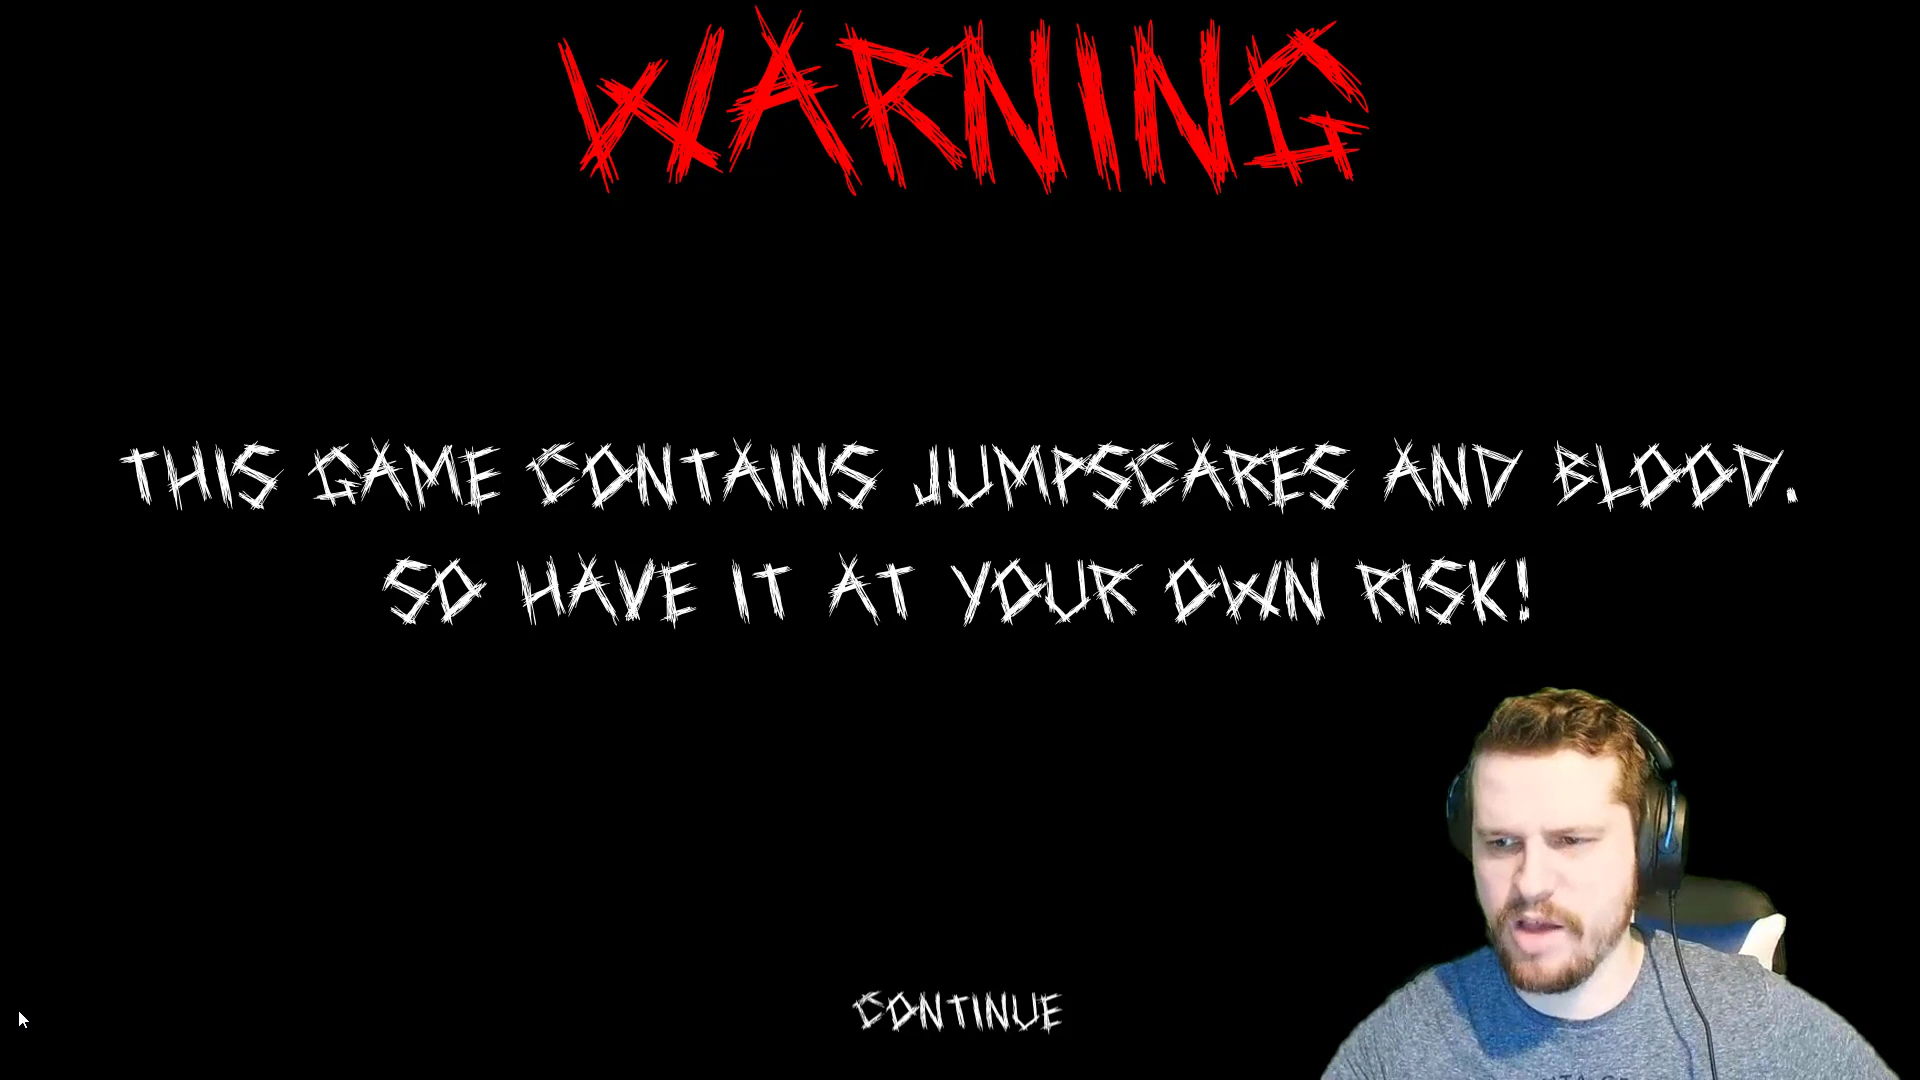 WARNING
THIS GAME CONTAINS JUMPSCARES AND BLOOD.
SO HAVE IT AT YOUR OWN RISK!
CONTINUE